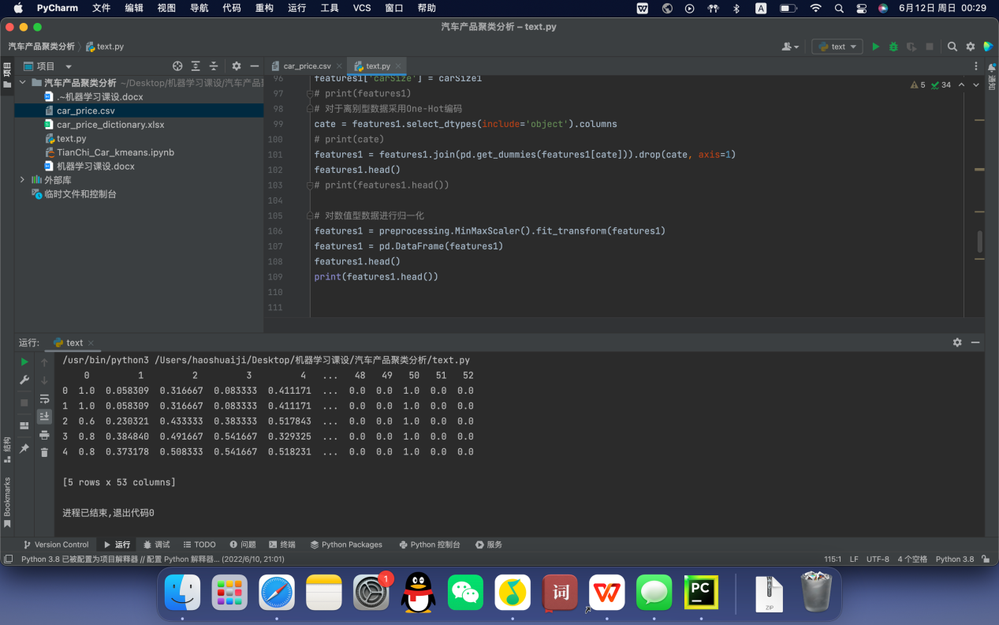 PyCharm 文件 编辑 视图 导航 代码 重构 运行 工具 VCS 窗口 帮助 A 6月12日 周日 00:29
汽车产品聚类分析 – text.py
汽车产品聚类分析 text.py text
项目 car_price.csv text.py
项目
通知
汽车产品聚类分析 ~/Desktop/机器学习课设/汽车产品
.~机器学习课设.docx
car_price.csv
car_price_dictionary.xlsx
text.py
TianChi_Car_kmeans.ipynb
机器学习课设.docx
外部库
临时文件和控制台
5 34
96 features1['carSize'] = carSize1
97 # print(features1)
98 # 对于离别型数据采用One-Hot编码
99 cate = features1.select_dtypes(include='object').columns
100 # print(cate)
101 features1 = features1.join(pd.get_dummies(features1[cate])).drop(cate, axis=1)
102 features1.head()
103 # print(features1.head())
104
105 # 对数值型数据进行归一化
106 features1 = preprocessing.MinMaxScaler().fit_transform(features1)
107 features1 = pd.DataFrame(features1)
108 features1.head()
109 print(features1.head())
110
111
运行: text
/usr/bin/python3 /Users/haoshuaiji/Desktop/机器学习课设/汽车产品聚类分析/text.py
0 1 2 3 4 ... 48 49 50 51 52
0 1.0 0.058309 0.316667 0.083333 0.411171 ... 0.0 0.0 1.0 0.0 0.0
1 1.0 0.058309 0.316667 0.083333 0.411171 ... 0.0 0.0 1.0 0.0 0.0
2 0.6 0.230321 0.433333 0.383333 0.517843 ... 0.0 0.0 1.0 0.0 0.0
3 0.8 0.384840 0.491667 0.541667 0.329325 ... 0.0 0.0 1.0 0.0 0.0
4 0.8 0.373178 0.508333 0.541667 0.518231 ... 0.0 0.0 1.0 0.0 0.0
[5 rows x 53 columns]
进程已结束,退出代码0
结构
Bookmarks
Version Control 运行 调试 TODO 问题 终端 Python Packages Python 控制台 服务
Python 3.8 已被配置为项目解释器 // 配置 Python 解释器... (2022/6/10, 21:01) 115:1 LF UTF-8 4 个空格 Python 3.8
1
词
PC
ZIP